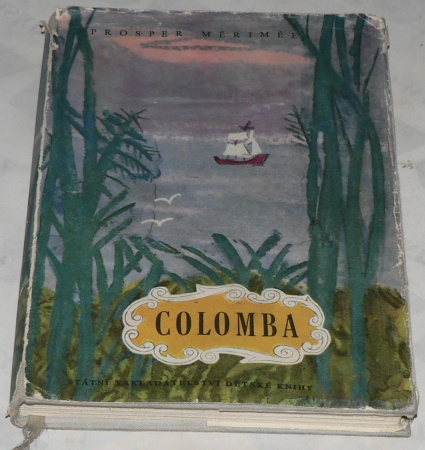 PROSPER MÉRIMÉE
COLOMBA
STÁTNÍ NAKLADATELSTVÍ DĚTSKÉ KNIHY